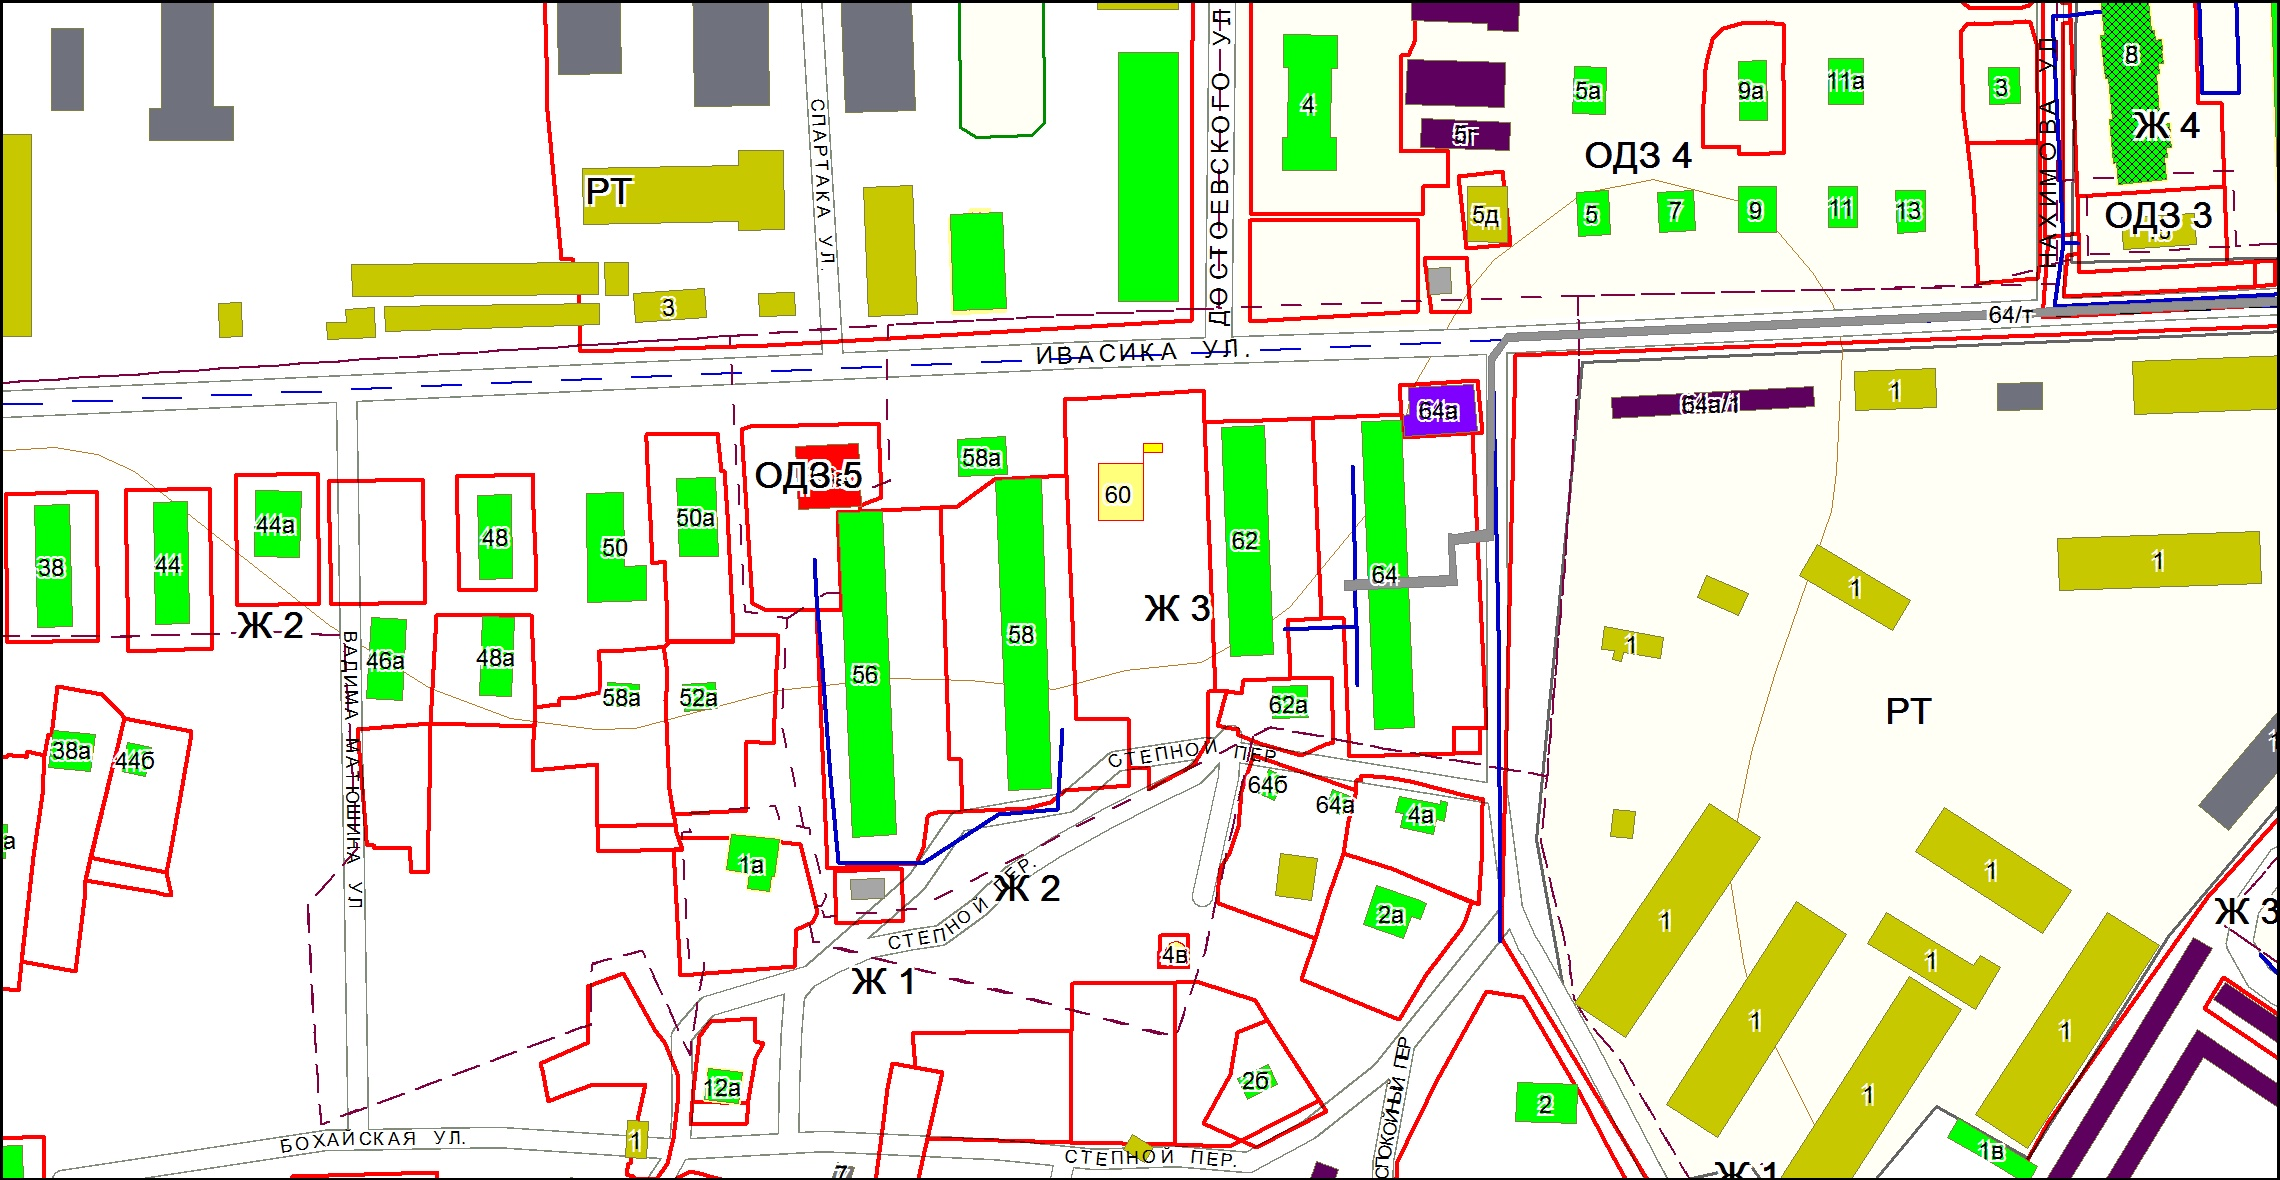 8
4
5а
9а
11а
3
5г
Ж 4
ОДЗ 4
СПАРТАКА УЛ.
ДОСТОЕВСКОГО УЛ
НАХИМОВА УЛ
РТ
5д
5
7
9
11
13
ОДЗ 3
3
64/т
ИВАСИКА УЛ.
64а
64а/1
1
ОДЗ 5
58а
60
38
44
44а
48
50
50а
62
64
1
1
Ж 2
Ж 3
46а
48а
58
1
56
58а
52а
62а
РТ
ВАДИМА МАТЮШИНА УЛ
38а
44б
СТЕПНОЙ ПЕР
64б
64а
4а
а
1а
1
Ж 2
СТЕПНОЙ ПЕР.
2а
1
Ж 3
4в
1
Ж 1
1
1
12а
2б
2
1
СПОКОЙНЫЙ ПЕР
БОХАЙСКАЯ УЛ.
1
СТЕПНОЙ ПЕР.
1в
7
Ж 1